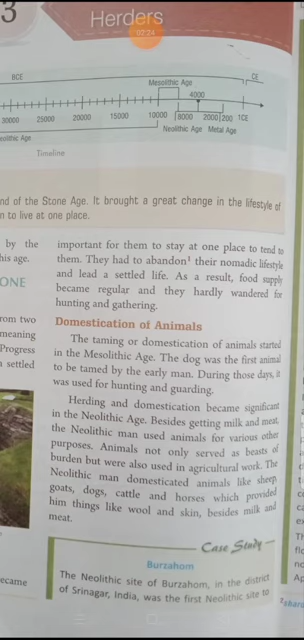 3
Herders
02:24
BCE
CE
Mesolithic Age
4000
30000 25000 20000 15000 10000 8000 2000 200 1CE
eolithic Age
Neolithic Age Metal Age
Timeline
nd of the Stone Age. It brought a great change in the lifestyle of
n to live at one place.
by the
his age.
ONE
rom two
meaning
Progress
a settled
important for them to stay at one place to tend to
them. They had to abandon¹ their nomadic lifestyle
and lead a settled life. As a result, food supply
became regular and they hardly wandered for
hunting and gathering.
Domestication of Animals
The taming or domestication of animals started
in the Mesolithic Age. The dog was the first animal
to be tamed by the early man. During those days, it
was used for hunting and guarding.
Herding and domestication became significant
in the Neolithic Age. Besides getting milk and meat,
the Neolithic man used animals for various other
purposes. Animals not only served as beasts of
burden but were also used in agricultural work. The
Neolithic man domesticated animals like sheep,
goats, dogs, cattle and horses which provided
him things like wool and skin, besides milk and
meat.
Case Study
Burzahom
The Neolithic site of Burzahom, in the district
of Srinagar, India, was the first Neolithic site to
ecame